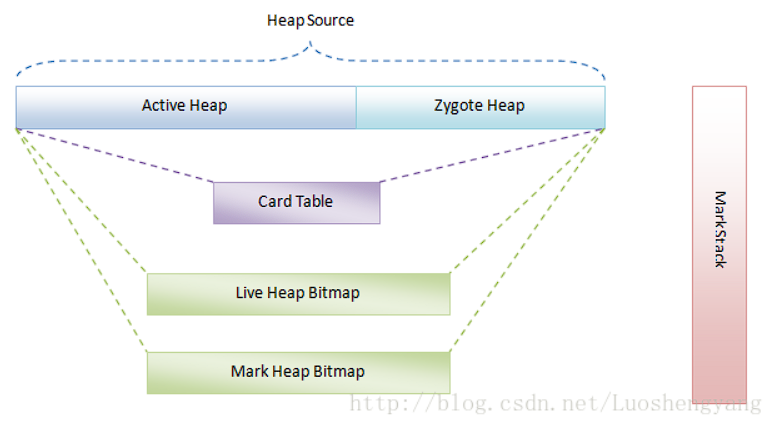 Heap Source
Active Heap
Zygote Heap
Card Table
MarkStack
Live Heap Bitmap
Mark Heap Bitmap
http://blog.csdn.net/Luoshengyang